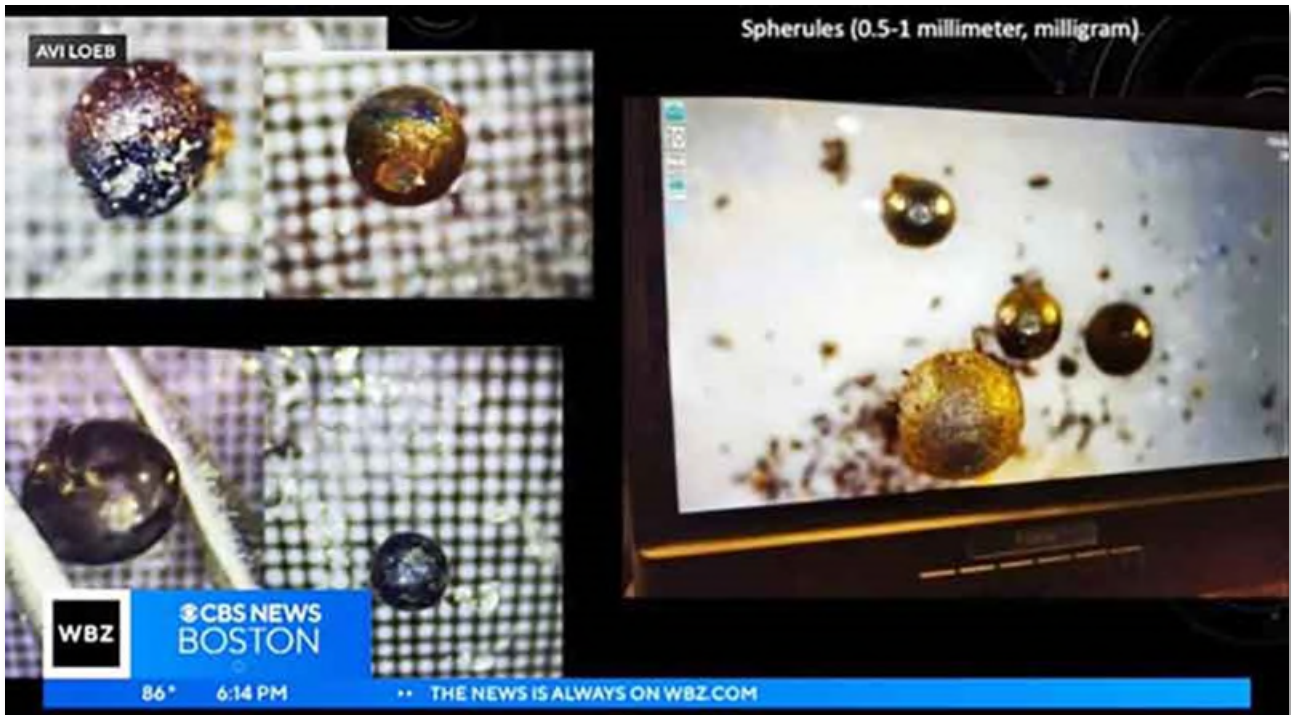 AVI LOEB
Spherules (0.5-1 millimeter, milligram)
WBZ
CBS NEWS
BOSTON
86° 6:14 PM THE NEWS IS ALWAYS ON WBZ.COM